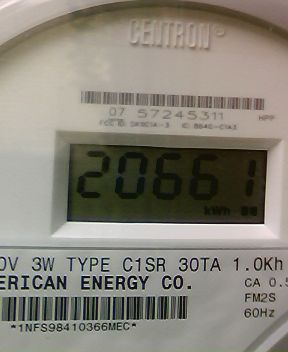 CENTRON®
07 57245311 HPP
20661
kWh
0V 3W TYPE C1SR 30TA 1.0Kh
ERICAN ENERGY CO. CA 0.5
FM2S
60Hz
*1NFS98410366MEC*